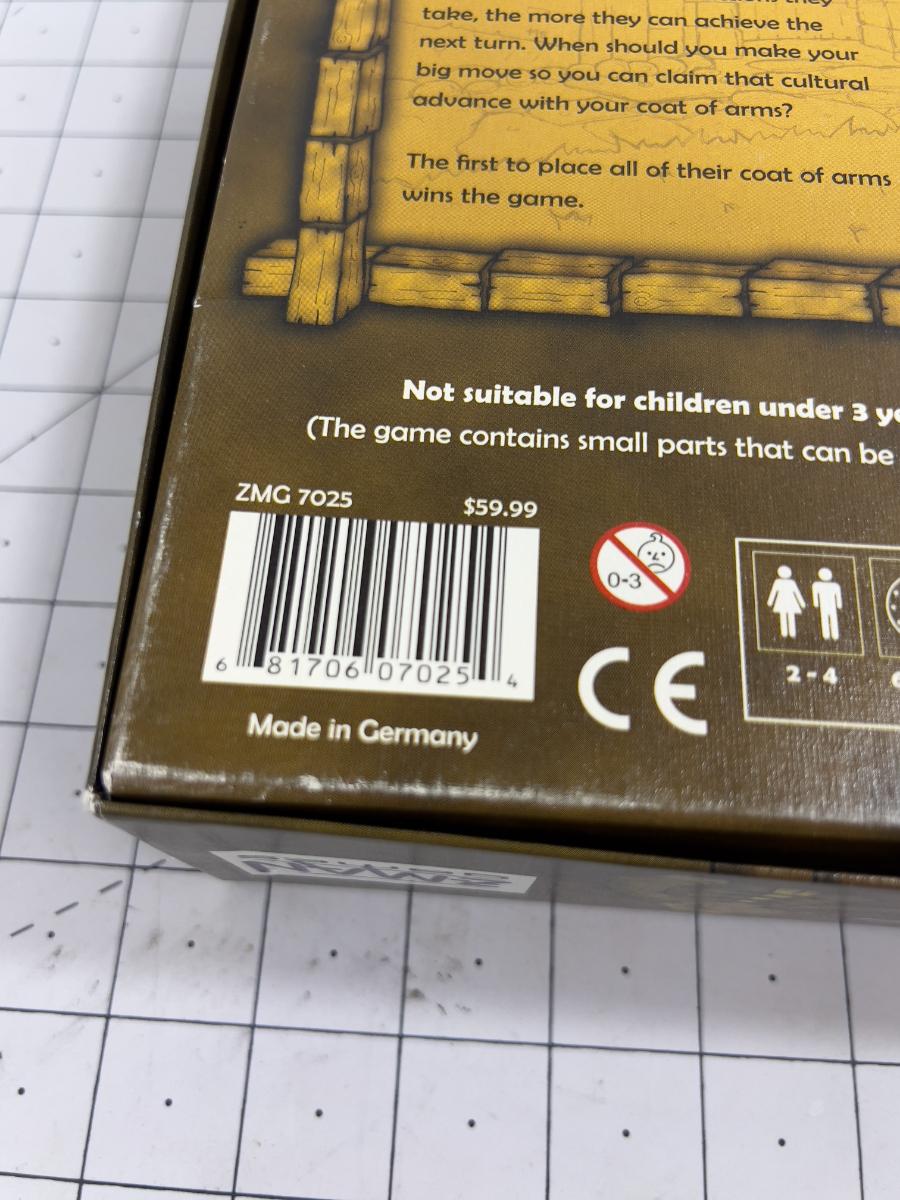 they
take, the more they can achieve the
next turn. When should you make your
big move so you can claim that cultural
advance with your coat of arms?
The first to place all of their coat of arms
wins the game.
Not suitable for children under 3
(The game contains small parts that can be
ZMG 7025 $59.99
6 81706 07025 4
0-3
CE
2-4
Made in Germany